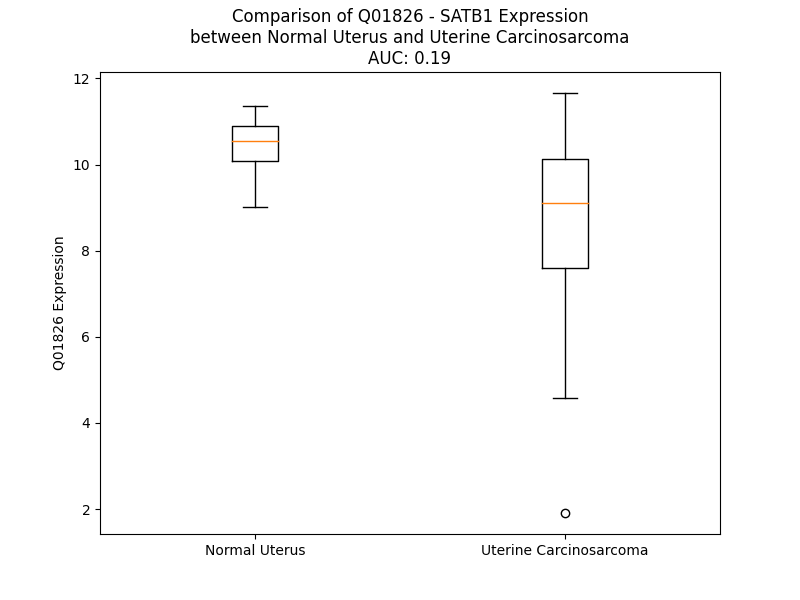 Comparison of Q01826 - SATB1 Expression
between Normal Uterus and Uterine Carcinosarcoma
AUC: 0.19
12
10
8
6
4
2
Q01826 Expression
Normal Uterus
Uterine Carcinosarcoma